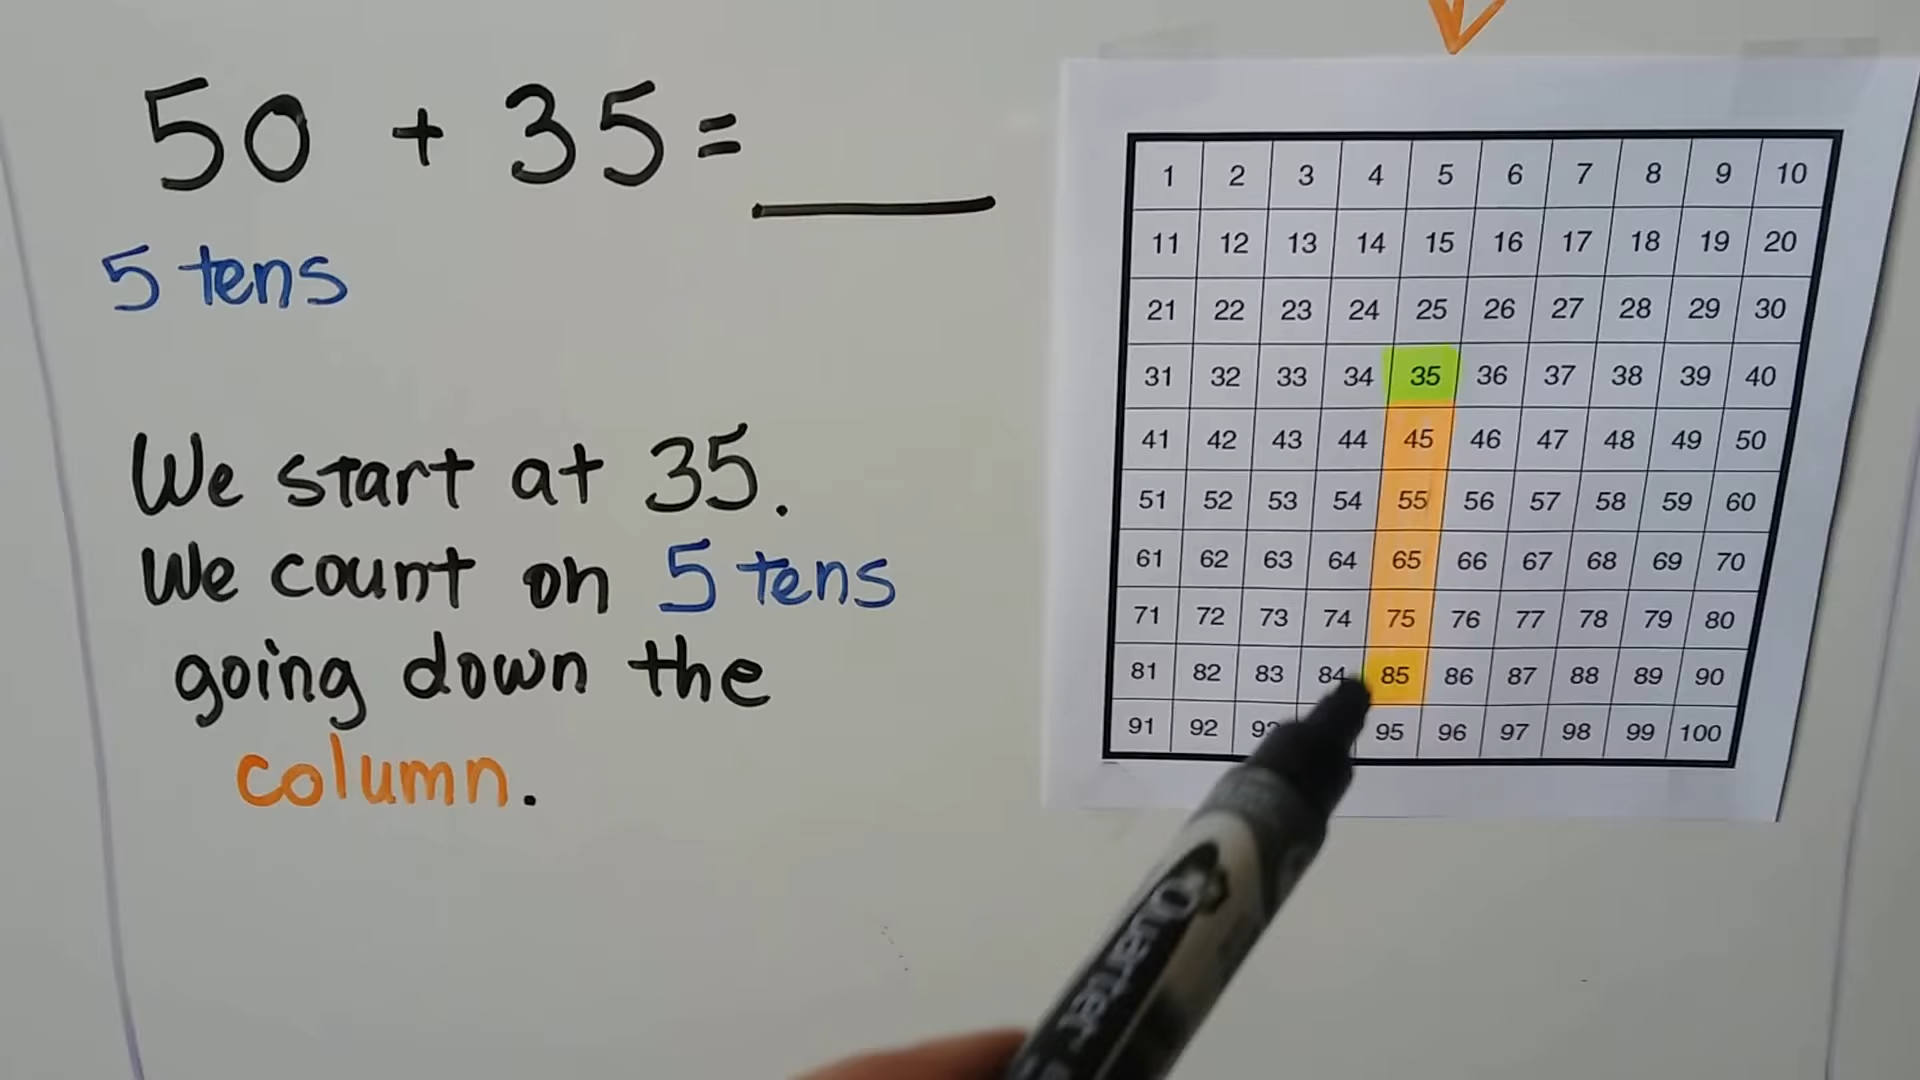 50 + 35 = ____
5 tens
We start at 35.
We count on 5 tens
going down the
column.
1 2 3 4 5 6 7 8 9 10
11 12 13 14 15 16 17 18 19 20
21 22 23 24 25 26 27 28 29 30
31 32 33 34 35 36 37 38 39 40
41 42 43 44 45 46 47 48 49 50
51 52 53 54 55 56 57 58 59 60
61 62 63 64 65 66 67 68 69 70
71 72 73 74 75 76 77 78 79 80
81 82 83 84 85 86 87 88 89 90
91 92 93 95 96 97 98 99 100
Quartet